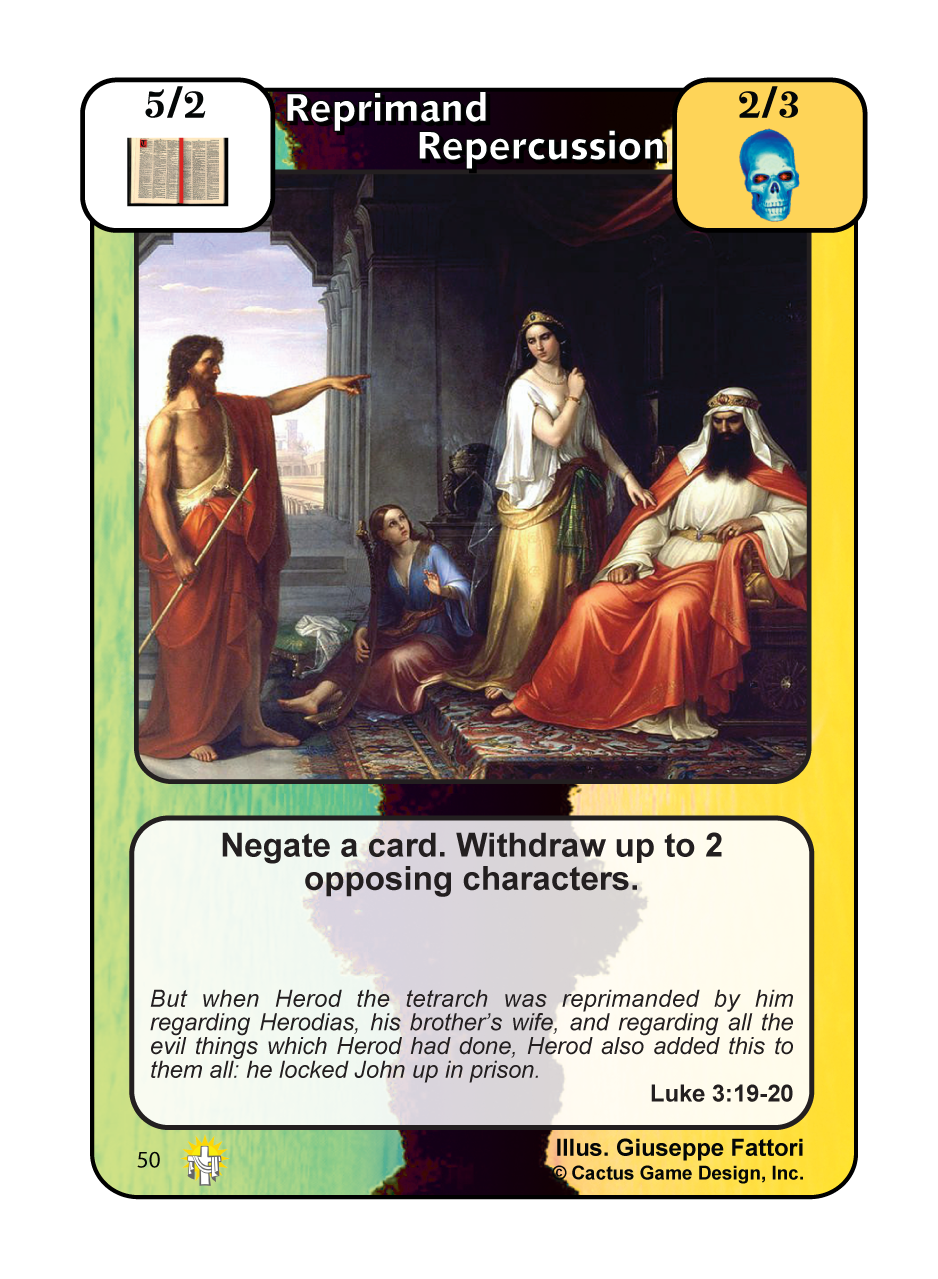 5/2
Reprimand
Repercussion
2/3
Negate a card. Withdraw up to 2
opposing characters.
But when Herod the tetrarch was reprimanded by him
regarding Herodias, his brother's wife, and regarding all the
evil things which Herod had done, Herod also added this to
them all: he locked John up in prison.
Luke 3:19-20
50
Illus. Giuseppe Fattori
© Cactus Game Design, Inc.